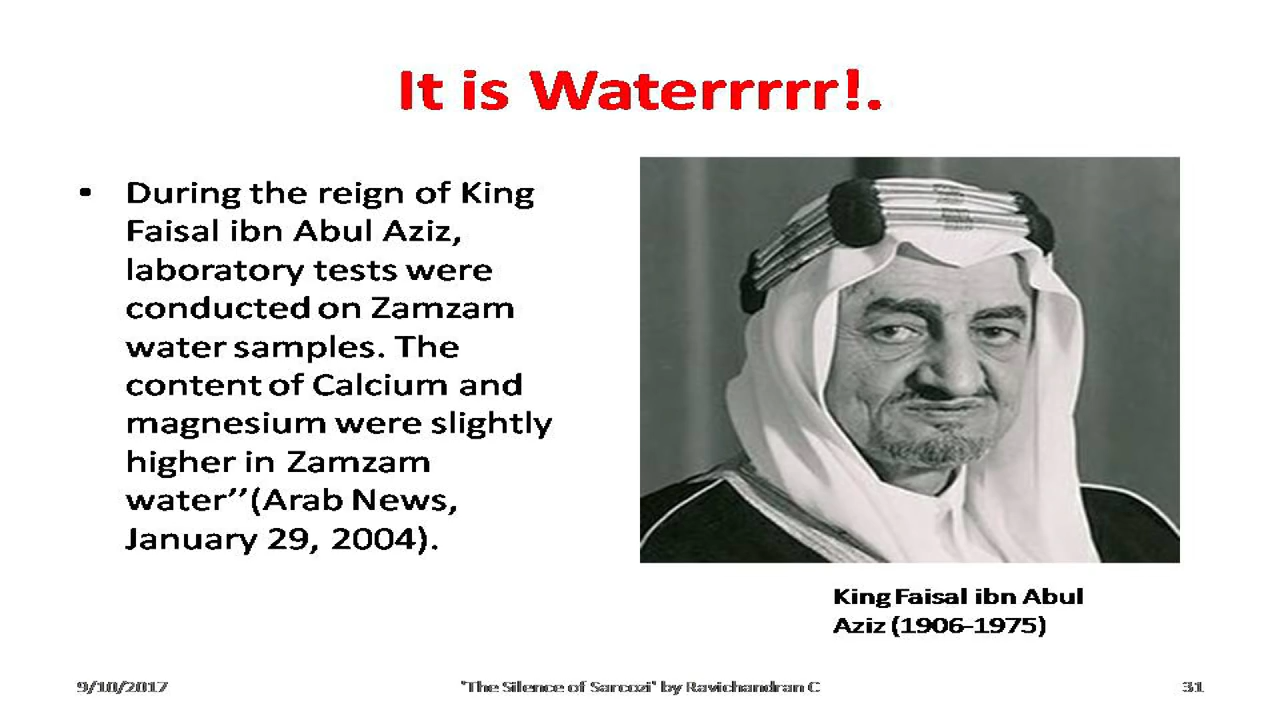 It is Waterrrrr!.
• During the reign of King
Faisal ibn Abul Aziz,
laboratory tests were
conducted on Zamzam
water samples. The
content of Calcium and
magnesium were slightly
higher in Zamzam
water’’(Arab News,
January 29, 2004).
King Faisal ibn Abul
Aziz (1906-1975)
9/10/2017
'The Silence of Sarcozi' by Ravichandran C
31